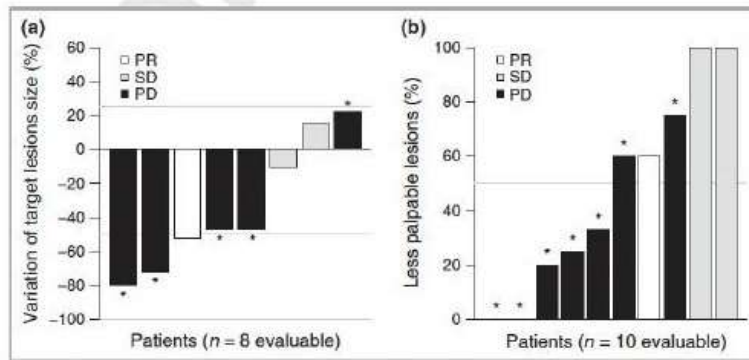 (a)
Variation of target lesions size (%)
60
40
20
0
−20
−40
−60
−80
−100
PR
SD
PD
*
* * * *
Patients (n = 8 evaluable)
(b)
Less palpable lesions (%)
100
80
60
40
20
0
PR
SD
PD
* * * * * * *
Patients (n = 10 evaluable)